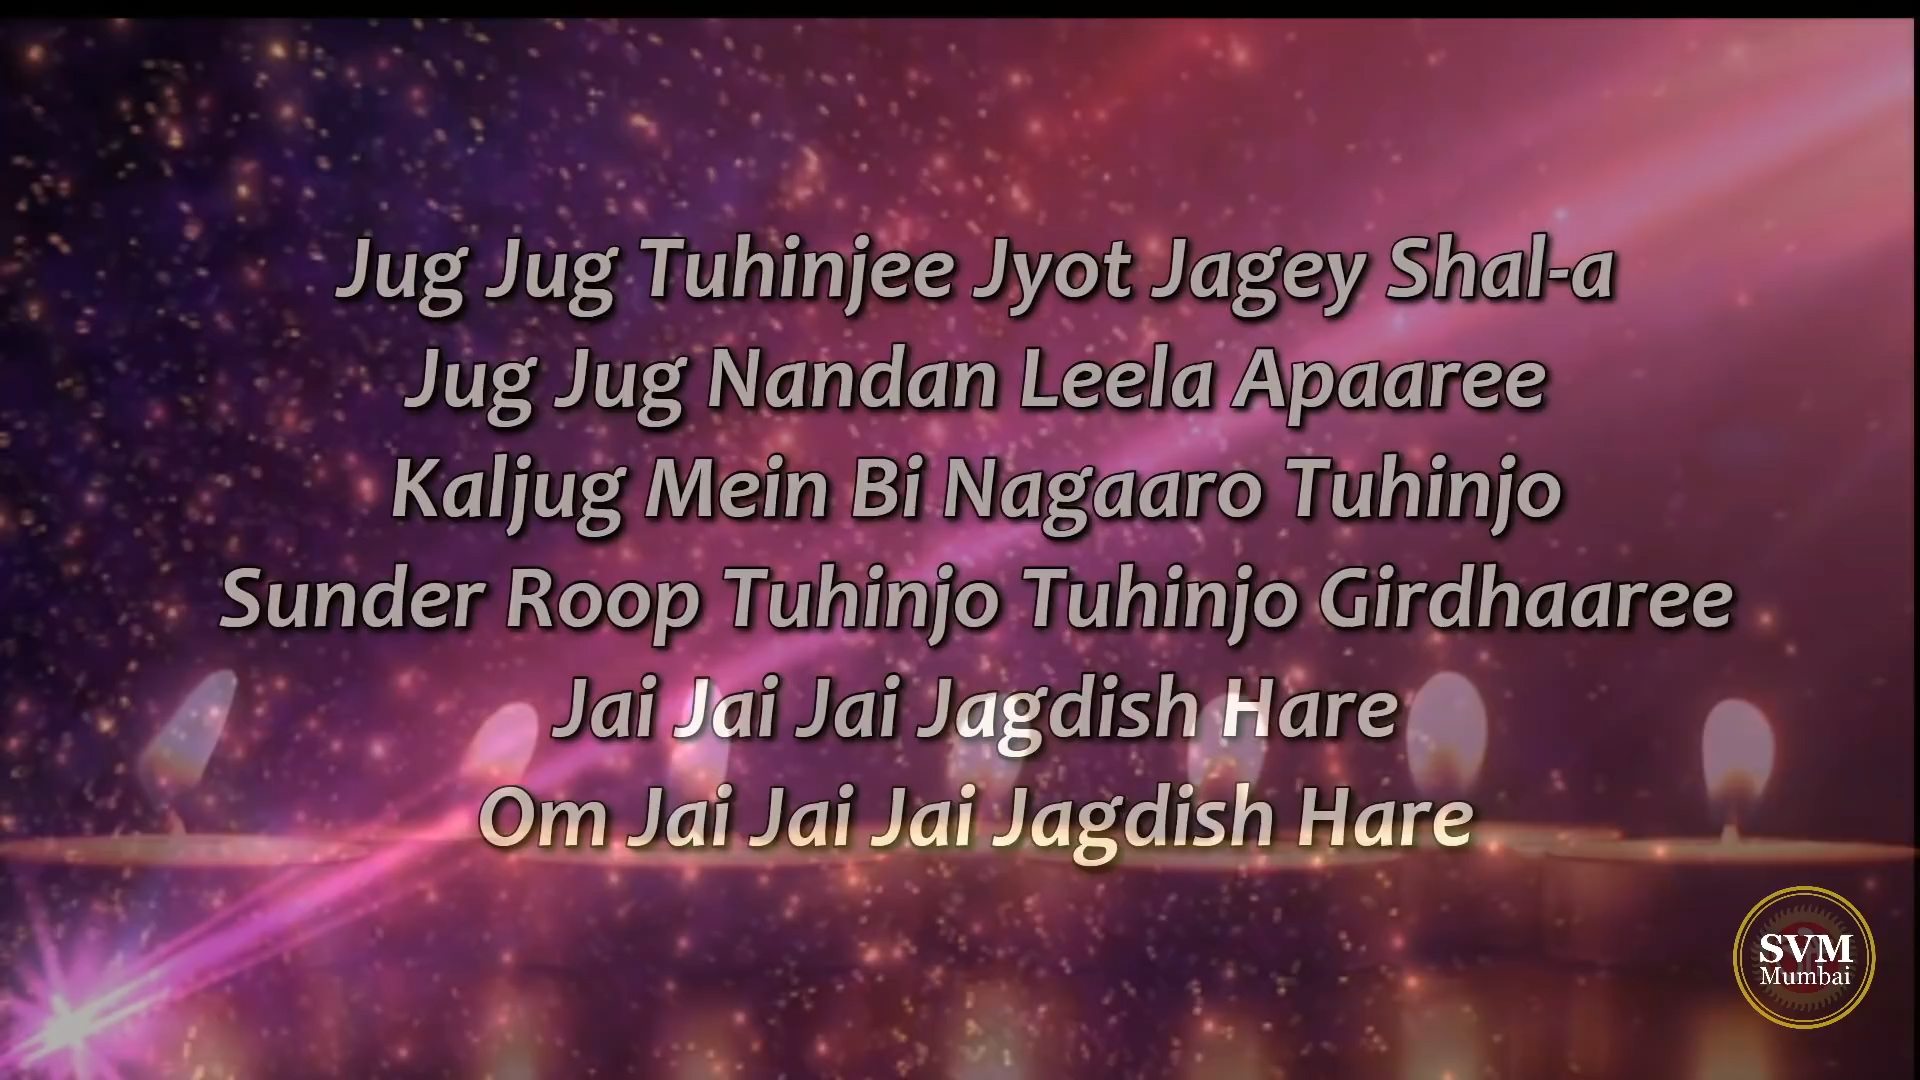 Jug Jug Tuhinjee Jyot Jagey Shal-a
Jug Jug Nandan Leela Apaaree
Kaljug Mein Bi Nagaaro Tuhinjo
Sunder Roop Tuhinjo Tuhinjo Girdhaaree
Jai Jai Jai Jagdish Hare
Om Jai Jai Jai Jagdish Hare
SVM
Mumbai